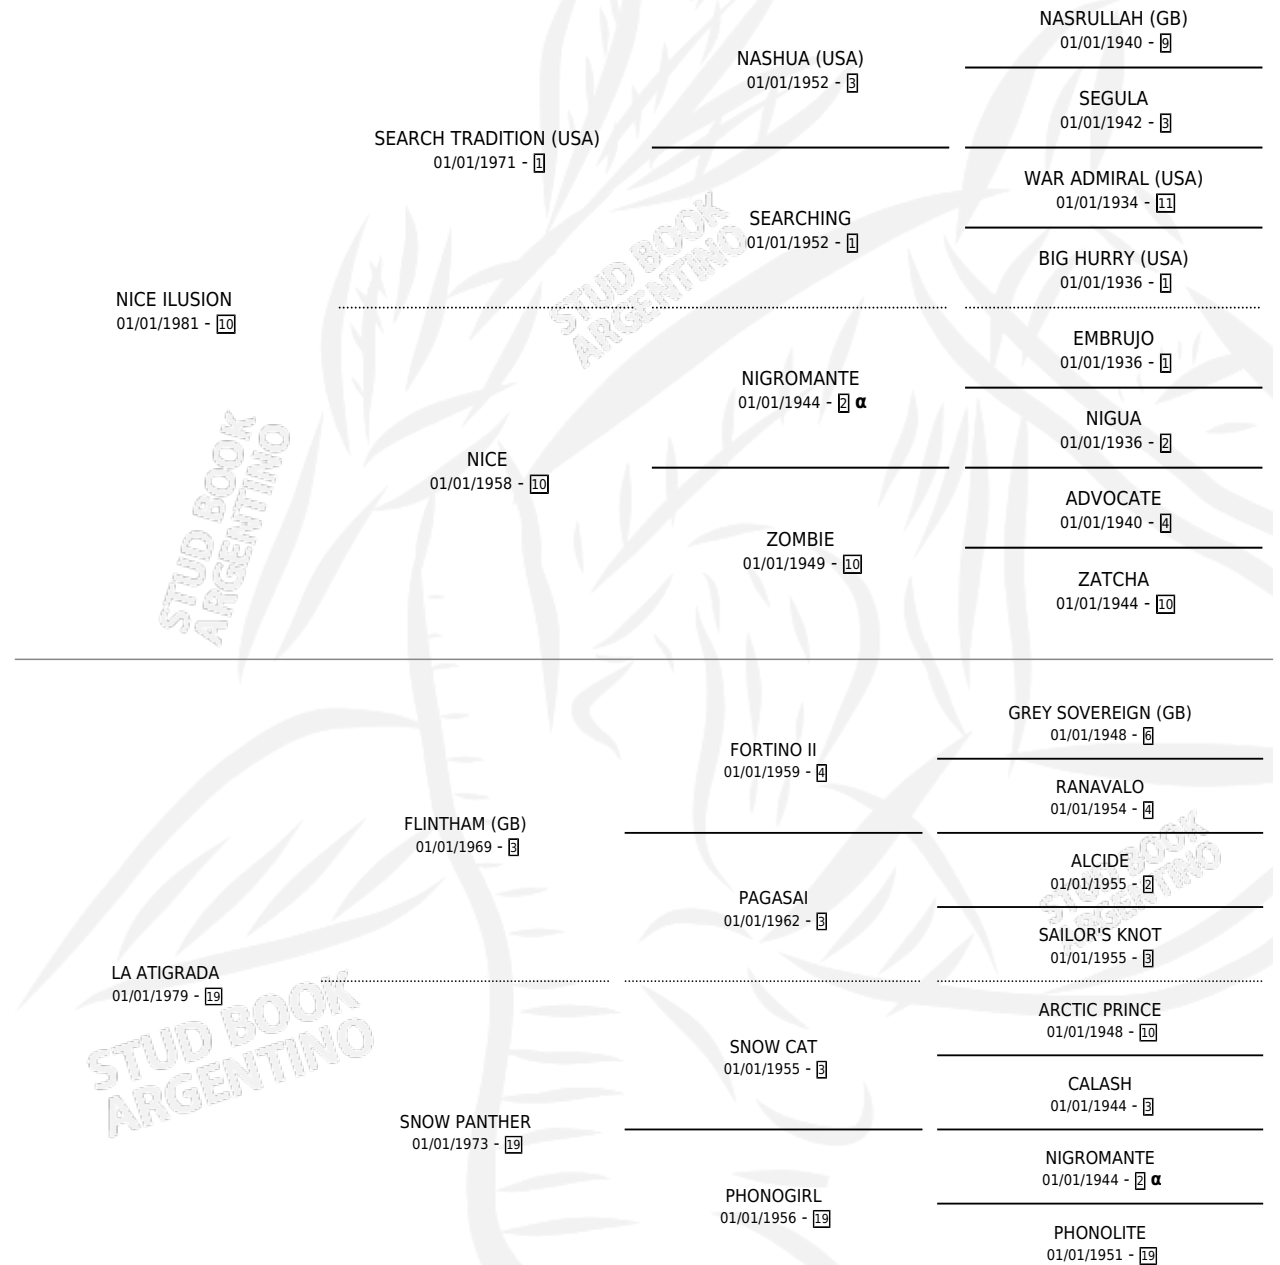 NASRULLAH (GB)
01/01/1940 - 9
NASHUA (USA)
01/01/1952 - 3
SEGULA
01/01/1942 - 3
SEARCH TRADITION (USA)
01/01/1971 - 1
WAR ADMIRAL (USA)
01/01/1934 - 11
SEARCHING
01/01/1952 - 1
BIG HURRY (USA)
01/01/1936 - 1
NICE ILUSION
01/01/1981 - 10
EMBRUJO
01/01/1936 - 1
NIGROMANTE
01/01/1944 - 2 α
NIGUA
01/01/1936 - 2
NICE
01/01/1958 - 10
ADVOCATE
01/01/1940 - 4
ZOMBIE
01/01/1949 - 10
ZATCHA
01/01/1944 - 10
GREY SOVEREIGN (GB)
01/01/1948 - 6
FORTINO II
01/01/1959 - 4
RANAVALO
01/01/1954 - 4
FLINTHAM (GB)
01/01/1969 - 3
ALCIDE
01/01/1955 - 2
PAGASAI
01/01/1962 - 3
SAILOR'S KNOT
01/01/1955 - 3
LA ATIGRADA
01/01/1979 - 19
ARCTIC PRINCE
01/01/1948 - 10
SNOW CAT
01/01/1955 - 3
CALASH
01/01/1944 - 3
SNOW PANTHER
01/01/1973 - 19
NIGROMANTE
01/01/1944 - 2 α
PHONOGIRL
01/01/1956 - 19
PHONOLITE
01/01/1951 - 19
STUD BOOK
ARGENTINO
STUD BOOK
ARGENTINO
STUD BOOK
ARGENTINO
STUD BOOK
ARGENTINO